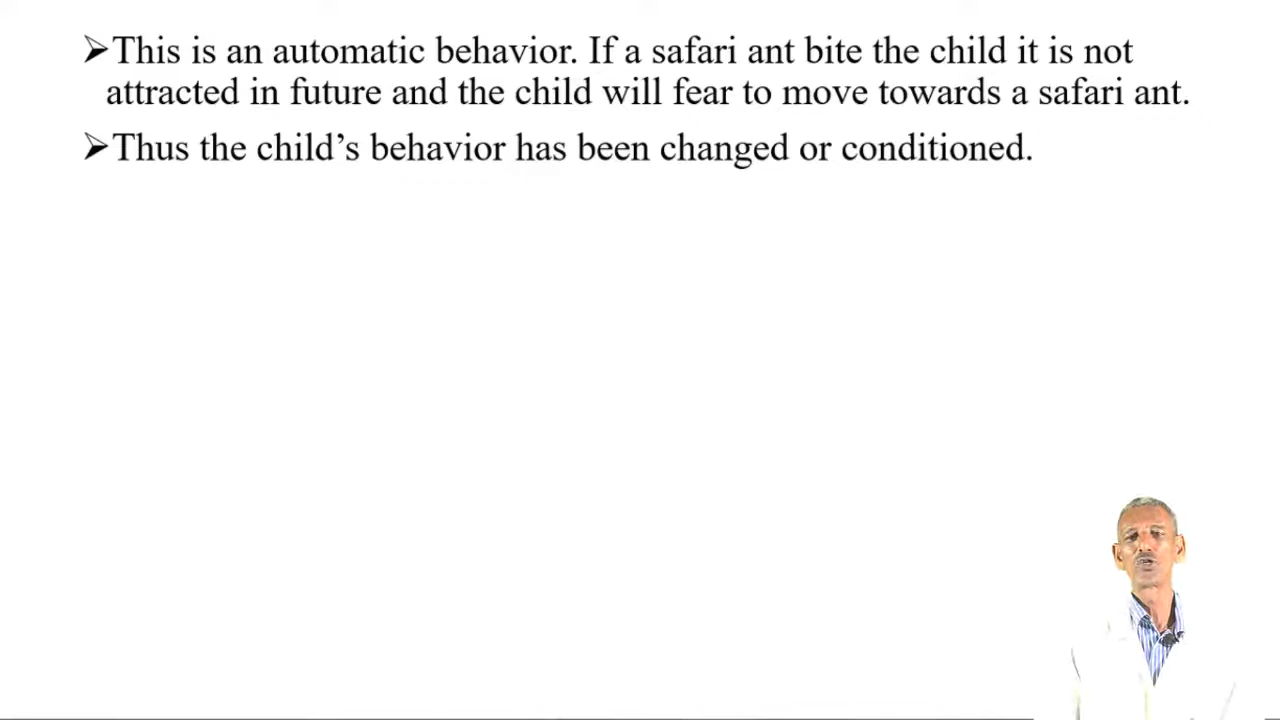 ➢This is an automatic behavior. If a safari ant bite the child it is not
attracted in future and the child will fear to move towards a safari ant.
➢Thus the child’s behavior has been changed or conditioned.